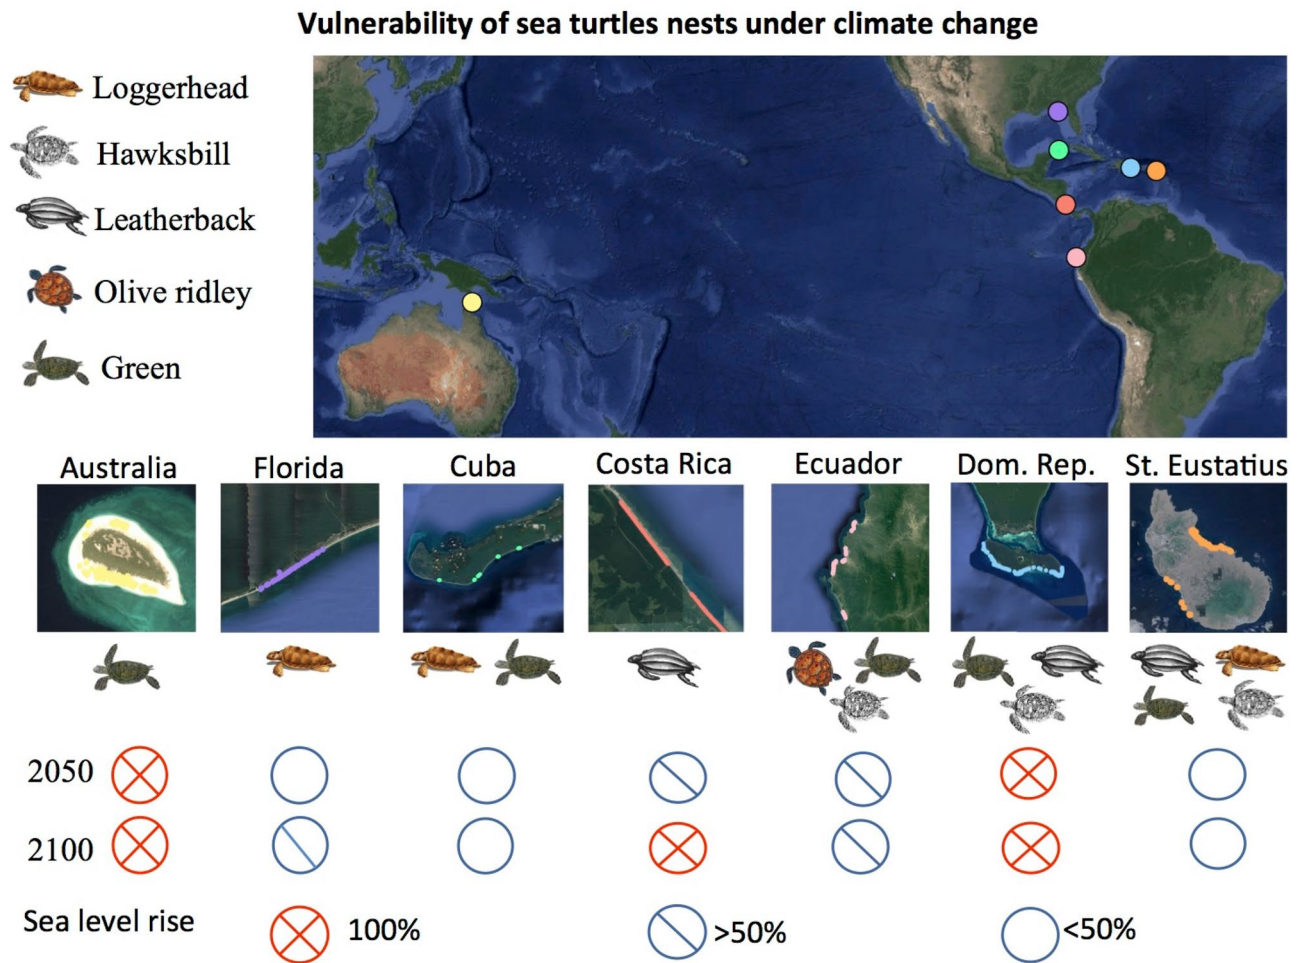 Vulnerability of sea turtles nests under climate change
Loggerhead
Hawksbill
Leatherback
Olive ridley
Green
Australia Florida Cuba Costa Rica Ecuador Dom. Rep. St. Eustatius
2050
2100
Sea level rise 100% >50% <50%